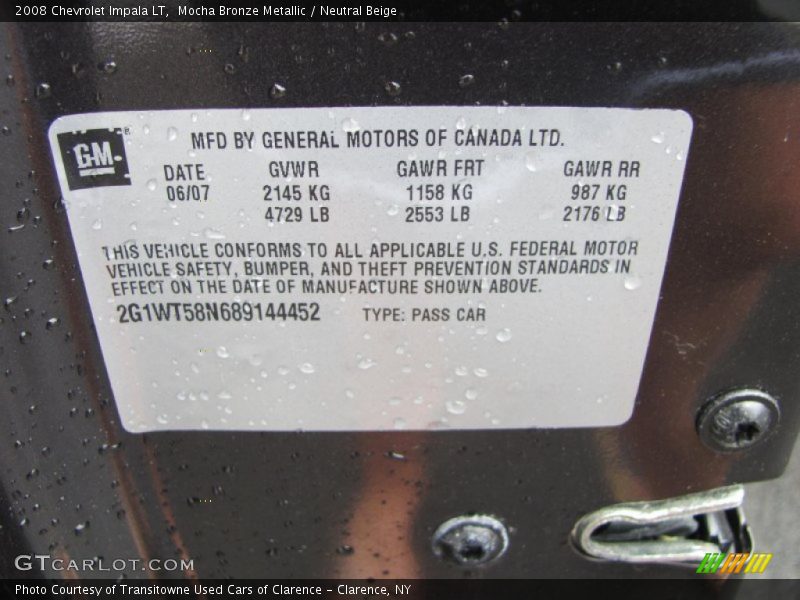 2008 Chevrolet Impala LT,  Mocha Bronze Metallic / Neutral Beige
GM
MFD BY GENERAL MOTORS OF CANADA LTD.
DATE GVWR GAWR FRT GAWR RR
06/07 2145 KG 1158 KG 987 KG
4729 LB 2553 LB 2176 LB
THIS VEHICLE CONFORMS TO ALL APPLICABLE U.S. FEDERAL MOTOR
VEHICLE SAFETY, BUMPER, AND THEFT PREVENTION STANDARDS IN
EFFECT ON THE DATE OF MANUFACTURE SHOWN ABOVE.
2G1WT58N689144452 TYPE: PASS CAR
GTCARLOT.COM
Photo Courtesy of Transitowne Used Cars of Clarence - Clarence, NY